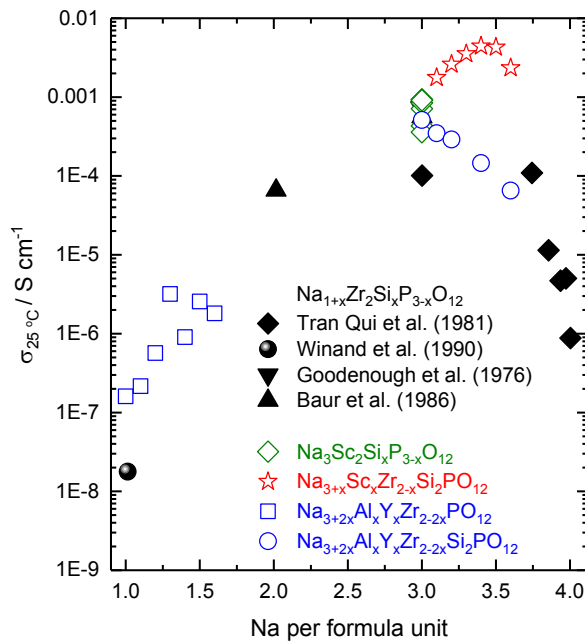 0.01
0.001
1E-4
1E-5
1E-6
1E-7
1E-8
1E-9
σ25 °C / S cm-1
Na1+xZr2SixP3-xO12
Tran Qui et al. (1981)
Winand et al. (1990)
Goodenough et al. (1976)
Baur et al. (1986)
Na3Sc2SixP3-xO12
Na3+xScxZr2-xSi2PO12
Na3+2xAlxYxZr2-2xPO12
Na3+2xAlxYxZr2-2xSi2PO12
1.0 1.5 2.0 2.5 3.0 3.5 4.0
Na per formula unit